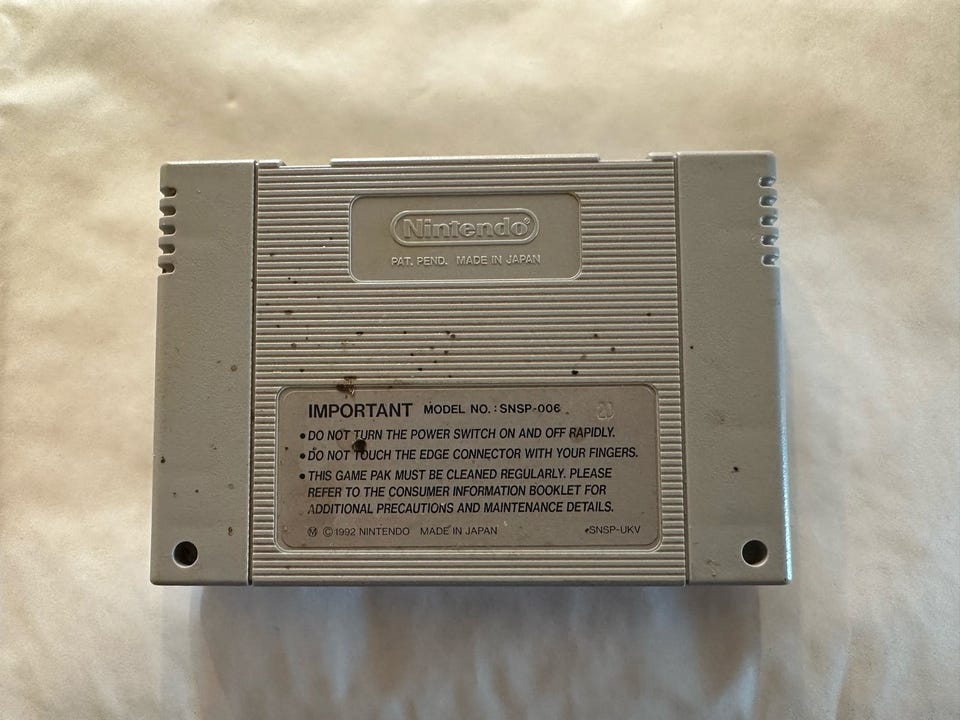 Nintendo®
PAT. PEND. MADE IN JAPAN
IMPORTANT MODEL NO. : SNSP-006
• DO NOT TURN THE POWER SWITCH ON AND OFF RAPIDLY.
• DO NOT TOUCH THE EDGE CONNECTOR WITH YOUR FINGERS.
• THIS GAME PAK MUST BE CLEANED REGULARLY. PLEASE
REFER TO THE CONSUMER INFORMATION BOOKLET FOR
ADDITIONAL PRECAUTIONS AND MAINTENANCE DETAILS.
Ⓜ ©1992 NINTENDO MADE IN JAPAN SNSP-UKV